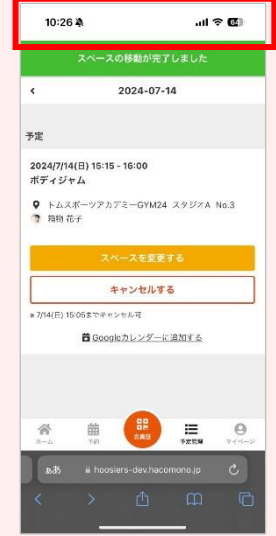 10:26
64
スペースの移動が完了しました
2024-07-14
予定
2024/7/14(日) 15:15 - 16:00
ボディジャム
トムスポーツアカデミーGYM24 スタジオA No.3
箱物 花子
スペースを変更する
キャンセルする
※ 7/14(日) 15:05までキャンセル可
Googleカレンダーに追加する
ホーム
予約
会員証
予定管理
マイページ
ぁあ
hoosiers-dev.hacomono.jp